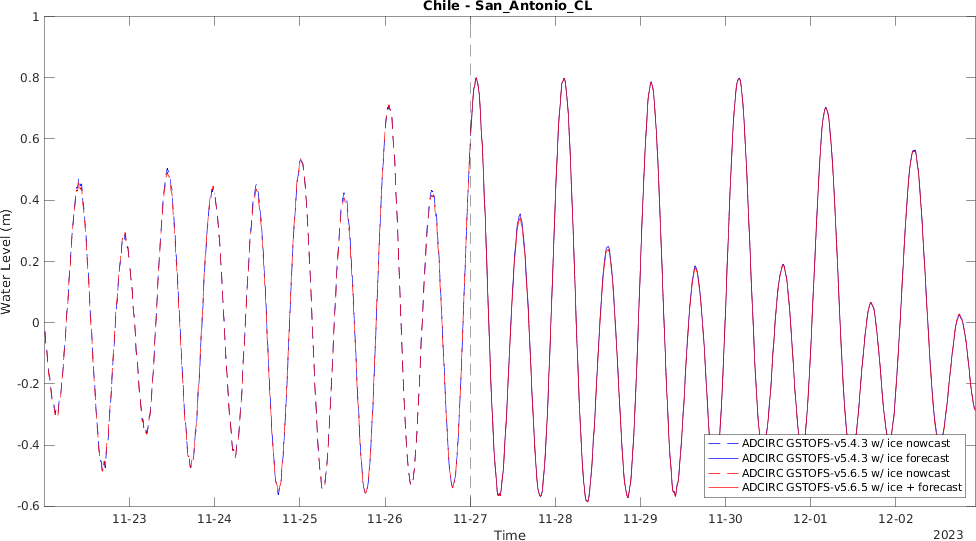 Chile - San_Antonio_CL
Water Level (m)
1
0.8
0.6
0.4
0.2
0
-0.2
-0.4
-0.6
ADCIRC GSTOFS-v5.4.3 w/ ice nowcast
ADCIRC GSTOFS-v5.4.3 w/ ice forecast
ADCIRC GSTOFS-v5.6.5 w/ ice nowcast
ADCIRC GSTOFS-v5.6.5 w/ ice + forecast
11-23 11-24 11-25 11-26 11-27 11-28 11-29 11-30 12-01 12-02
Time
2023